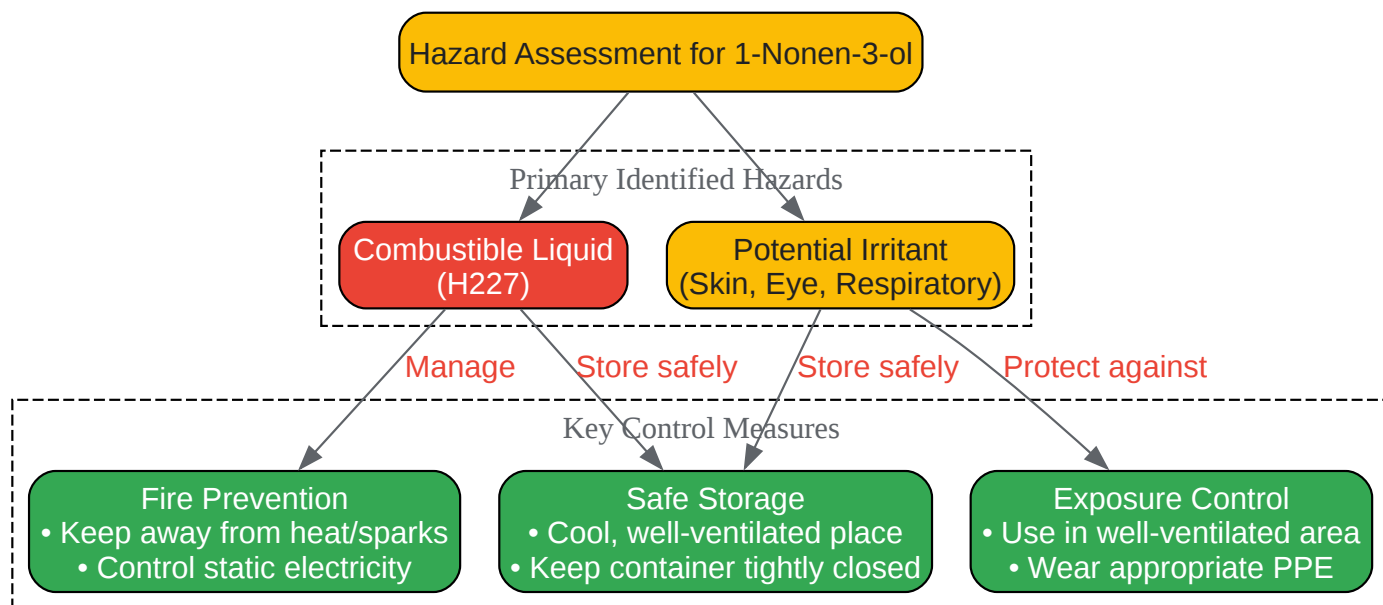 Hazard Assessment for 1-Nonen-3-ol
Primary Identified Hazards
Combustible Liquid
(H227)
Potential Irritant
(Skin, Eye, Respiratory)
Manage
Store safely
Store safely
Protect against
Key Control Measures
Fire Prevention
• Keep away from heat/sparks
• Control static electricity
Safe Storage
• Cool, well-ventilated place
• Keep container tightly closed
Exposure Control
• Use in well-ventilated area
• Wear appropriate PPE